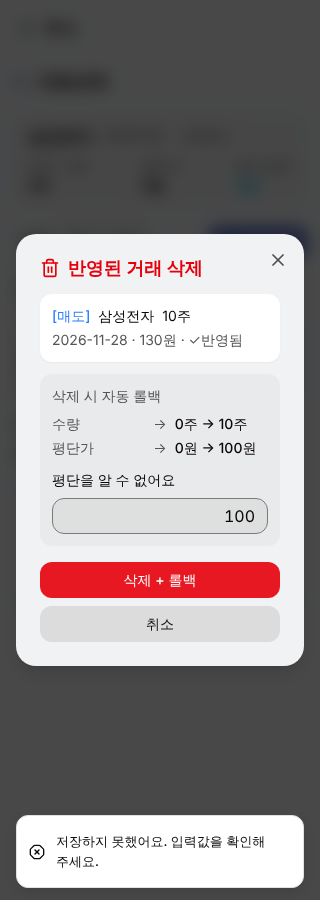 반영된 거래 삭제
[매도] 삼성전자 10주
2026-11-28 · 130원 · ✓반영됨
삭제 시 자동 롤백
수량 → 0주 → 10주
평단가 → 0원 → 100원
평단을 알 수 없어요
100
삭제 + 롤백
취소
저장하지 못했어요. 입력값을 확인해
주세요.